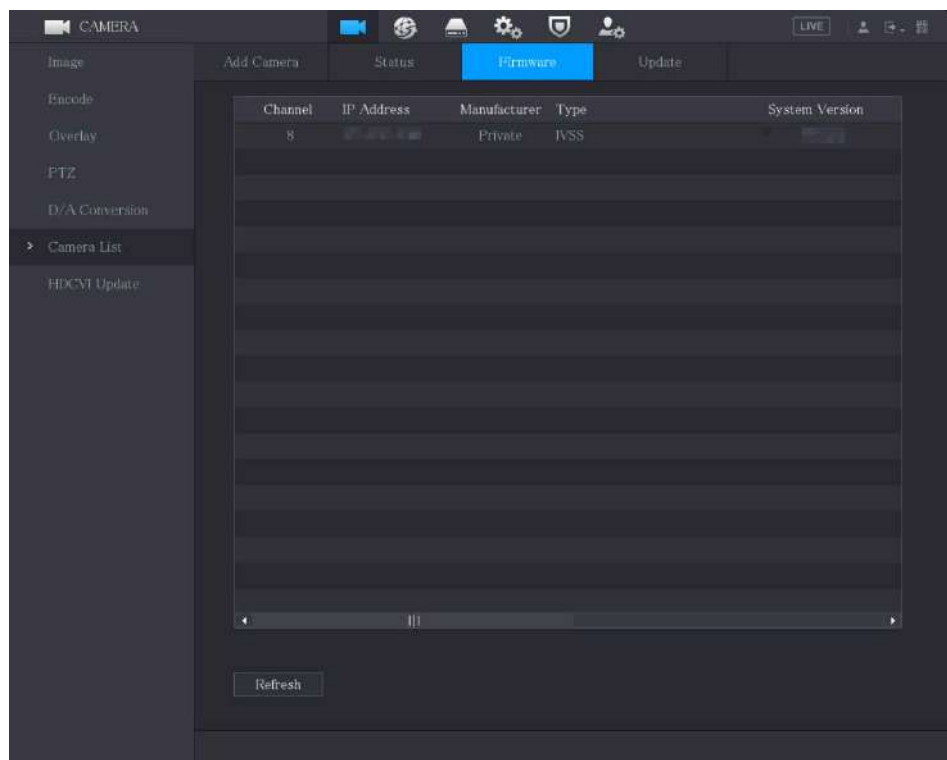 CAMERA
LIVE
Image
Encode
Overlay
PTZ
D/A Conversion
Camera List
HDCVI Update
Add Camera Status Firmware Update
Channel IP Address Manufacturer Type System Version
8 Private IVSS
Refresh